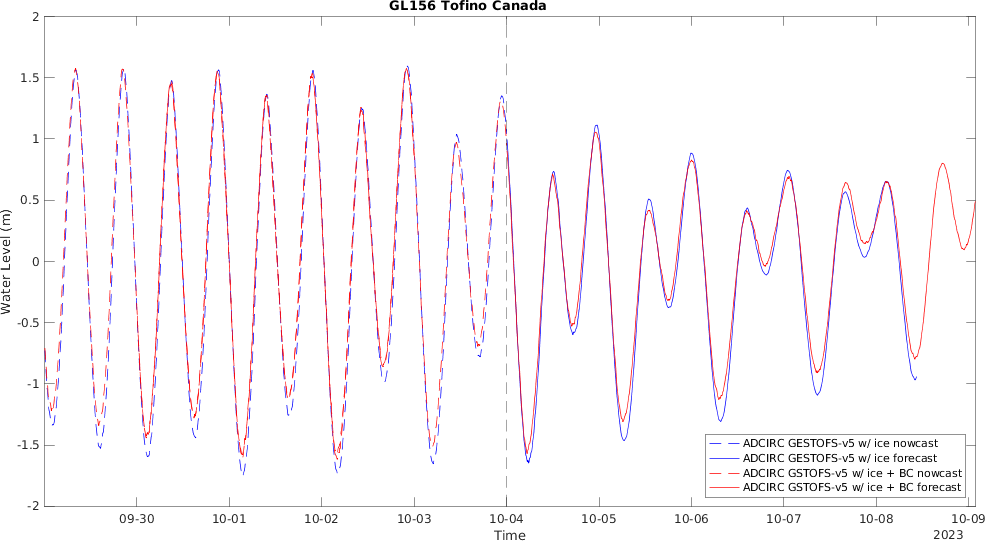 GL156 Tofino Canada
2
1.5
1
0.5
0
-0.5
-1
-1.5
-2
Water Level (m)
ADCIRC GESTOFS-v5 w/ ice nowcast
ADCIRC GESTOFS-v5 w/ ice forecast
ADCIRC GSTOFS-v5 w/ ice + BC nowcast
ADCIRC GSTOFS-v5 w/ ice + BC forecast
09-30 10-01 10-02 10-03 10-04 10-05 10-06 10-07 10-08 10-09
Time
2023